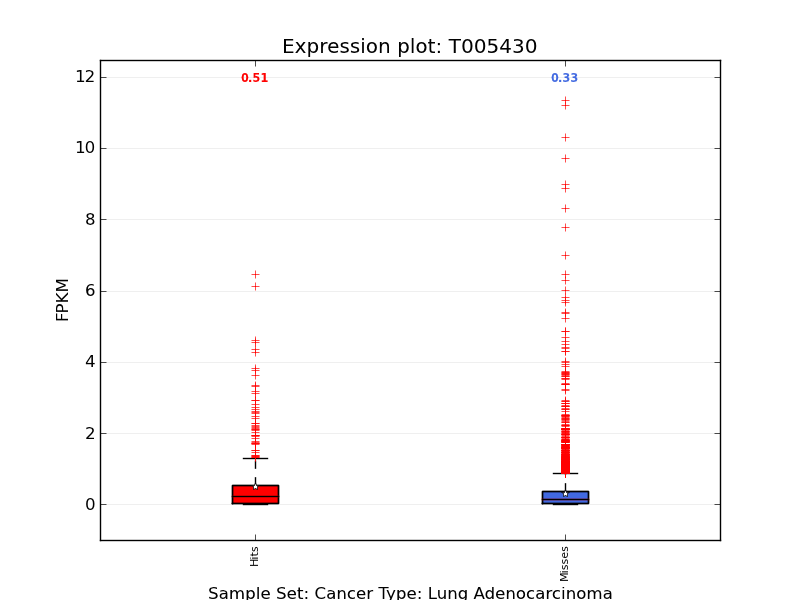 Expression plot: T005430
0.51
0.33
12
10
8
6
4
2
0
FPKM
Hits
Misses
Sample Set: Cancer Type: Lung Adenocarcinoma